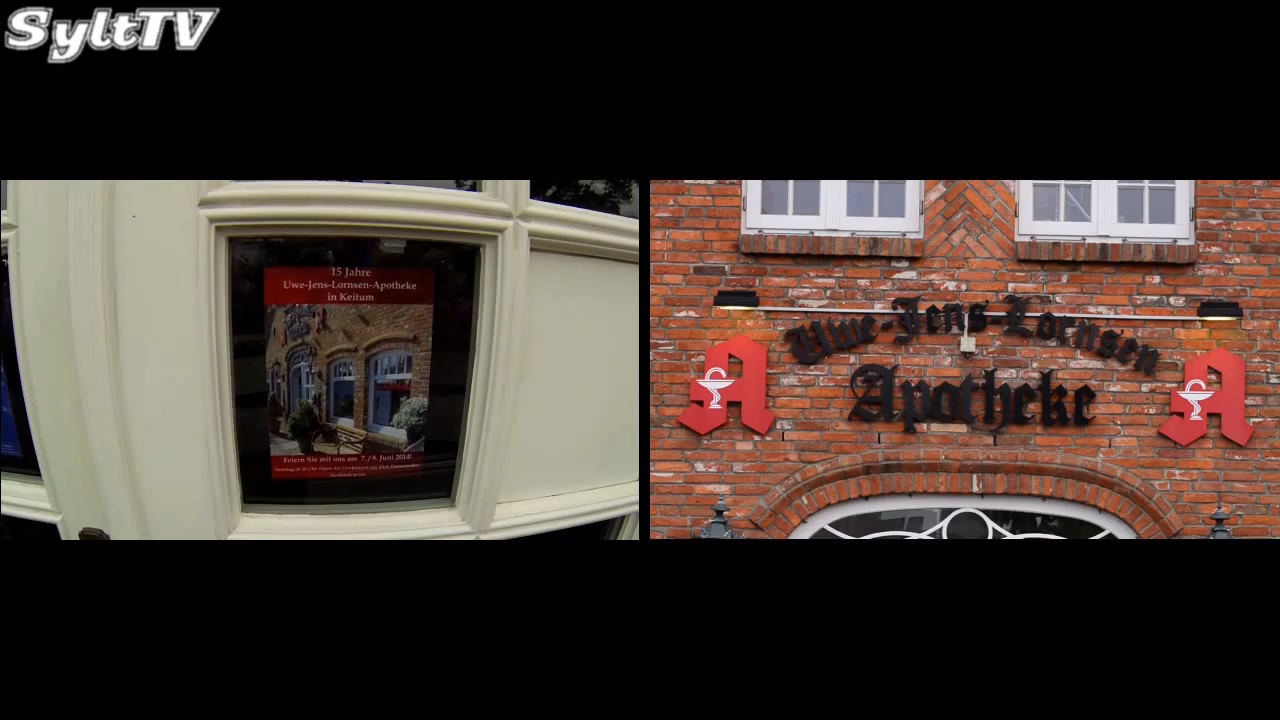 SyltTV
15 Jahre
Uwe-Jens-Lornsen-Apotheke
in Keitum
Feiern Sie mit uns am 7./8. Juni 2014!
Uwe-Jens-Lornsen
Apotheke
A
A